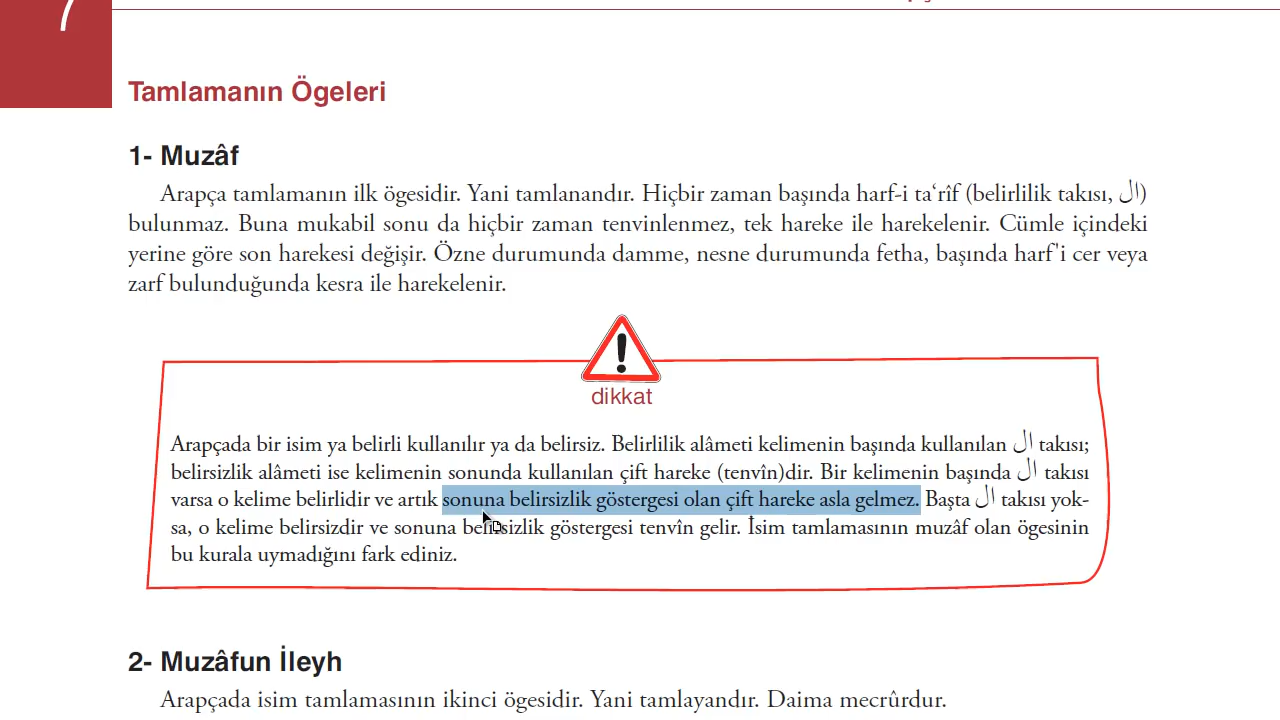 7
Tamlamanın Ögeleri
1- Muzâf
Arapça tamlamanın ilk ögesidir. Yani tamlanandır. Hiçbir zaman başında harf-i ta‘rîf (belirlilik takısı, ال)
bulunmaz. Buna mukabil sonu da hiçbir zaman tenvinlenmez, tek hareke ile harekelenir. Cümle içindeki
yerine göre son harekesi değişir. Özne durumunda damme, nesne durumunda fetha, başında harf'i cer veya
zarf bulunduğunda kesra ile harekelenir.
dikkat
Arapçada bir isim ya belirli kullanılır ya da belirsiz. Belirlilik alâmeti kelimenin başında kullanılan ال takısı;
belirsizlik alâmeti ise kelimenin sonunda kullanılan çift hareke (tenvîn)dir. Bir kelimenin başında ال takısı
varsa o kelime belirlidir ve artık sonuna belirsizlik göstergesi olan çift hareke asla gelmez. Başta ال takısı yok-
sa, o kelime belirsizdir ve sonuna belirsizlik göstergesi tenvîn gelir. İsim tamlamasının muzâf olan ögesinin
bu kurala uymadığını fark ediniz.
2- Muzâfun İleyh
Arapçada isim tamlamasının ikinci ögesidir. Yani tamlayandır. Daima mecrûrdur.